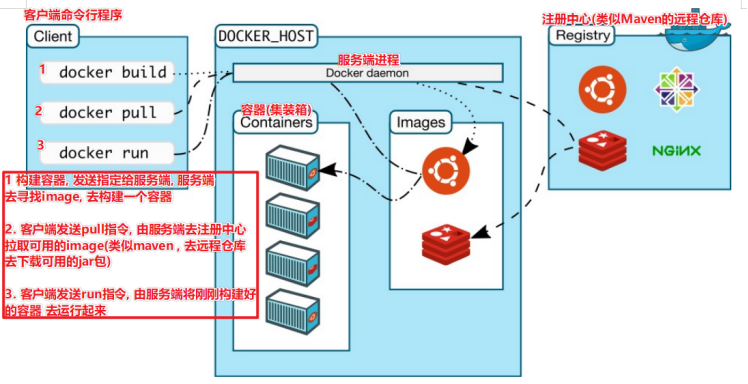 客户端命令行程序
Client
1 docker build
2 docker pull
3 docker run
1 构建容器, 发送指定给服务端, 服务端
去寻找image, 去构建一个容器
2. 客户端发送pull指令, 由服务端去注册中心
拉取可用的image(类似maven , 去远程仓库
去下载可用的jar包)
3. 客户端发送run指令, 由服务端将刚刚构建好
的容器 去运行起来
DOCKER_HOST
服务端进程
Docker daemon
容器(集装箱)
Containers
Images
注册中心(类似Maven的远程仓库)
Registry
NGINX